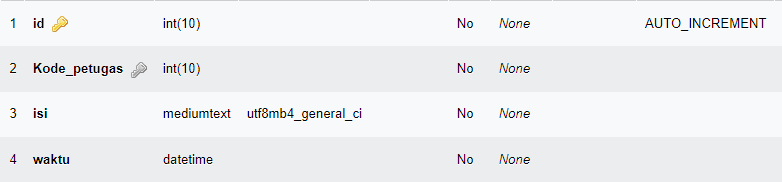 1 id int(10) No None AUTO_INCREMENT
2 Kode_petugas int(10) No None
3 isi mediumtext utf8mb4_general_ci No None
4 waktu datetime No None